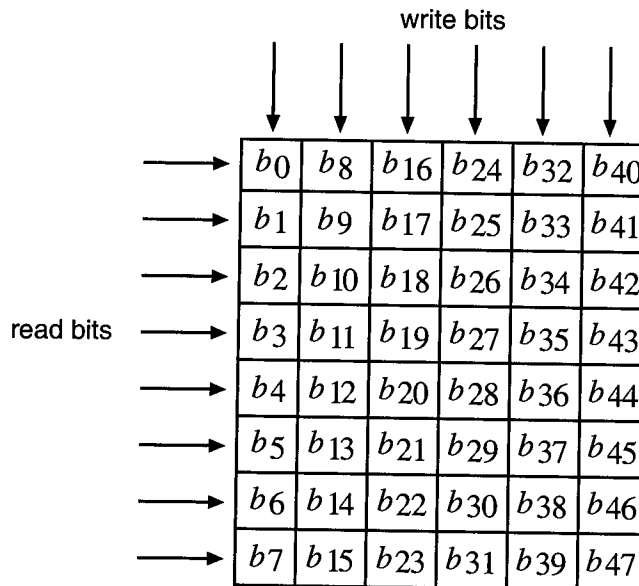 write bits
b0 b8 b16 b24 b32 b40
b1 b9 b17 b25 b33 b41
b2 b10 b18 b26 b34 b42
read bits
b3 b11 b19 b27 b35 b43
b4 b12 b20 b28 b36 b44
b5 b13 b21 b29 b37 b45
b6 b14 b22 b30 b38 b46
b7 b15 b23 b31 b39 b47